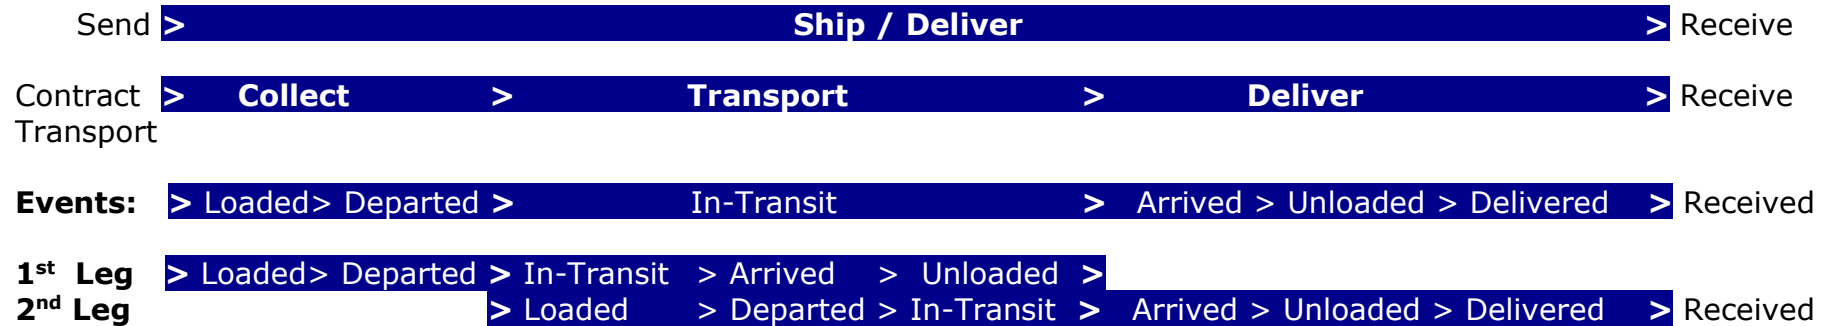 Send > Ship / Deliver > Receive
Contract > Collect > Transport > Deliver > Receive
Transport
Events: > Loaded> Departed > In-Transit > Arrived > Unloaded > Delivered > Received
1st Leg > Loaded> Departed > In-Transit > Arrived > Unloaded >
2nd Leg > Loaded > Departed > In-Transit > Arrived > Unloaded > Delivered > Received